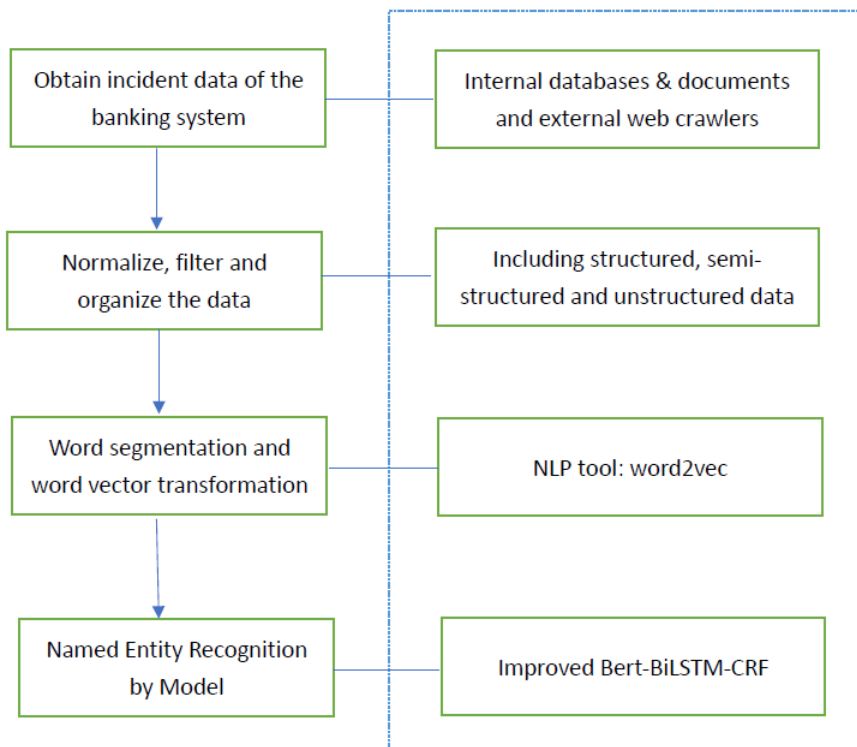 Obtain incident data of the
banking system
Internal databases & documents
and external web crawlers
Normalize, filter and
organize the data
Including structured, semi-
structured and unstructured data
Word segmentation and
word vector transformation
NLP tool: word2vec
Named Entity Recognition
by Model
Improved Bert-BiLSTM-CRF